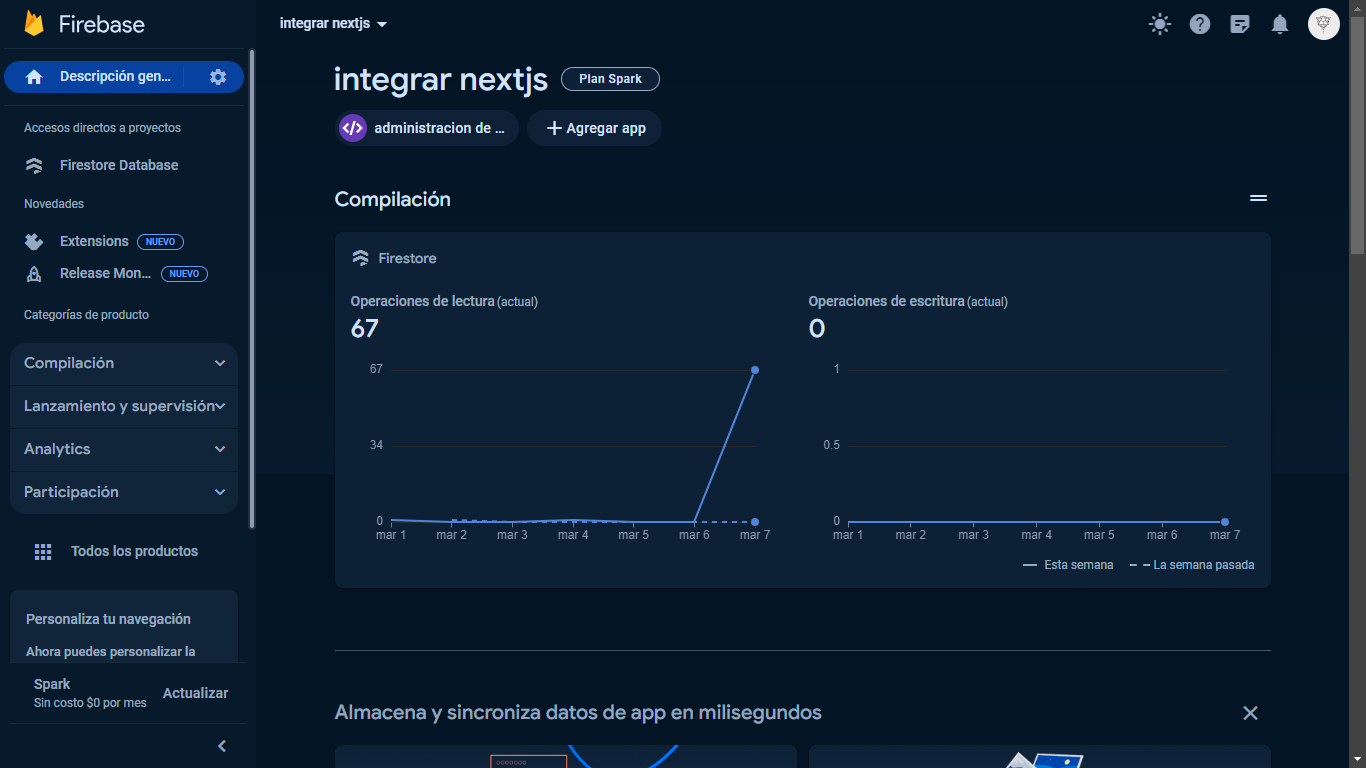 Firebase
integrar nextjs
Descripción gen...
Accesos directos a proyectos
Firestore Database
Novedades
Extensions NUEVO
Release Mon... NUEVO
Categorías de producto
Compilación
Lanzamiento y supervisión
Analytics
Participación
Todos los productos
Personaliza tu navegación
Ahora puedes personalizar la
Spark
Sin costo $0 por mes
Actualizar
integrar nextjs Plan Spark
administracion de ...
Agregar app
Compilación
Firestore
Operaciones de lectura (actual)
67
67
34
0
mar 1 mar 2 mar 3 mar 4 mar 5 mar 6 mar 7
Operaciones de escritura (actual)
0
1
0.5
0
mar 1 mar 2 mar 3 mar 4 mar 5 mar 6 mar 7
Esta semana La semana pasada
Almacena y sincroniza datos de app en milisegundos